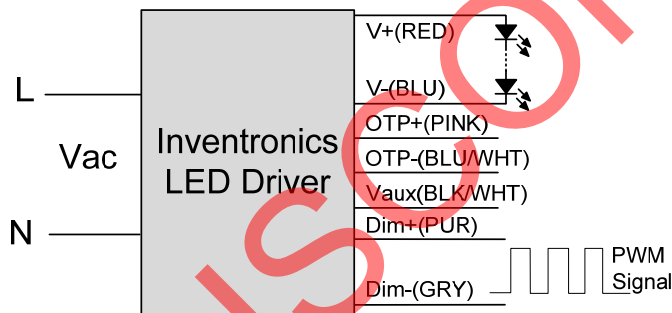 V+(RED)
L
V-(BLU)
OTP+(PINK)
Vac
Inventronics
LED Driver
OTP-(BLU/WHT)
Vaux(BLK/WHT)
N
Dim+(PUR)
PWM
Signal
Dim-(GRY)